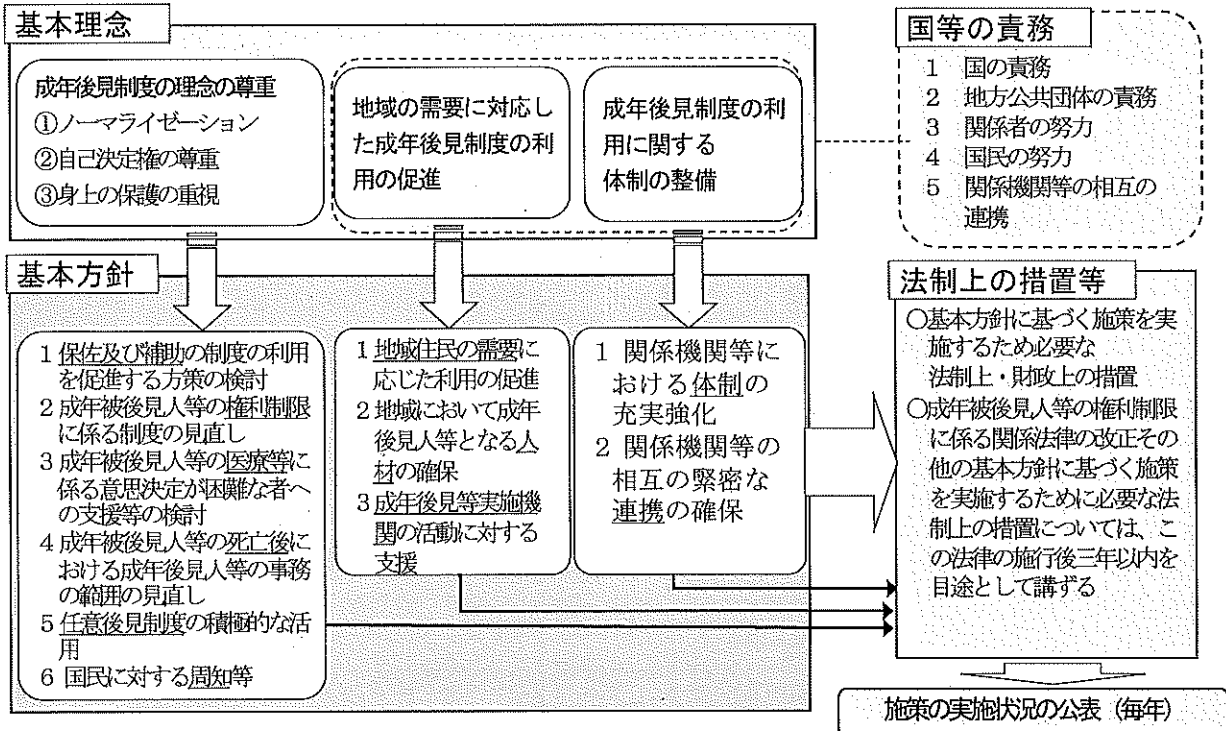 基本理念
成年後見制度の理念の尊重
①ノーマライゼーション
②自己決定権の尊重
③身上の保護の重視
地域の需要に対応し
た成年後見制度の利
用の促進
成年後見制度の利
用に関する
体制の整備
国等の責務
1 国の責務
2 地方公共団体の責務
3 関係者の努力
4 国民の努力
5 関係機関等の相互の
連携
基本方針
1 保佐及び補助の制度の利用
を促進する方策の検討
2 成年被後見人等の権利制限
に係る制度の見直し
3 成年被後見人等の医療等に
係る意思決定が困難な者へ
の支援等の検討
4 成年被後見人等の死亡後に
おける成年後見人等の事務
の範囲の見直し
5 任意後見制度の積極的な活
用
6 国民に対する周知等
1 地域住民の需要に
応じた利用の促進
2 地域において成年
後見人等となる人
材の確保
3 成年後見等実施機
関の活動に対する
支援
1 関係機関等に
おける体制の
充実強化
2 関係機関等の
相互の緊密な
連携の確保
法制上の措置等
○基本方針に基づく施策を実
施するため必要な
法制上・財政上の措置
○成年被後見人等の権利制限
に係る関係法律の改正その
他の基本方針に基づく施策
を実施するために必要な法
制上の措置については、こ
の法律の施行後三年以内を
目途として講ずる
施策の実施状況の公表（毎年）